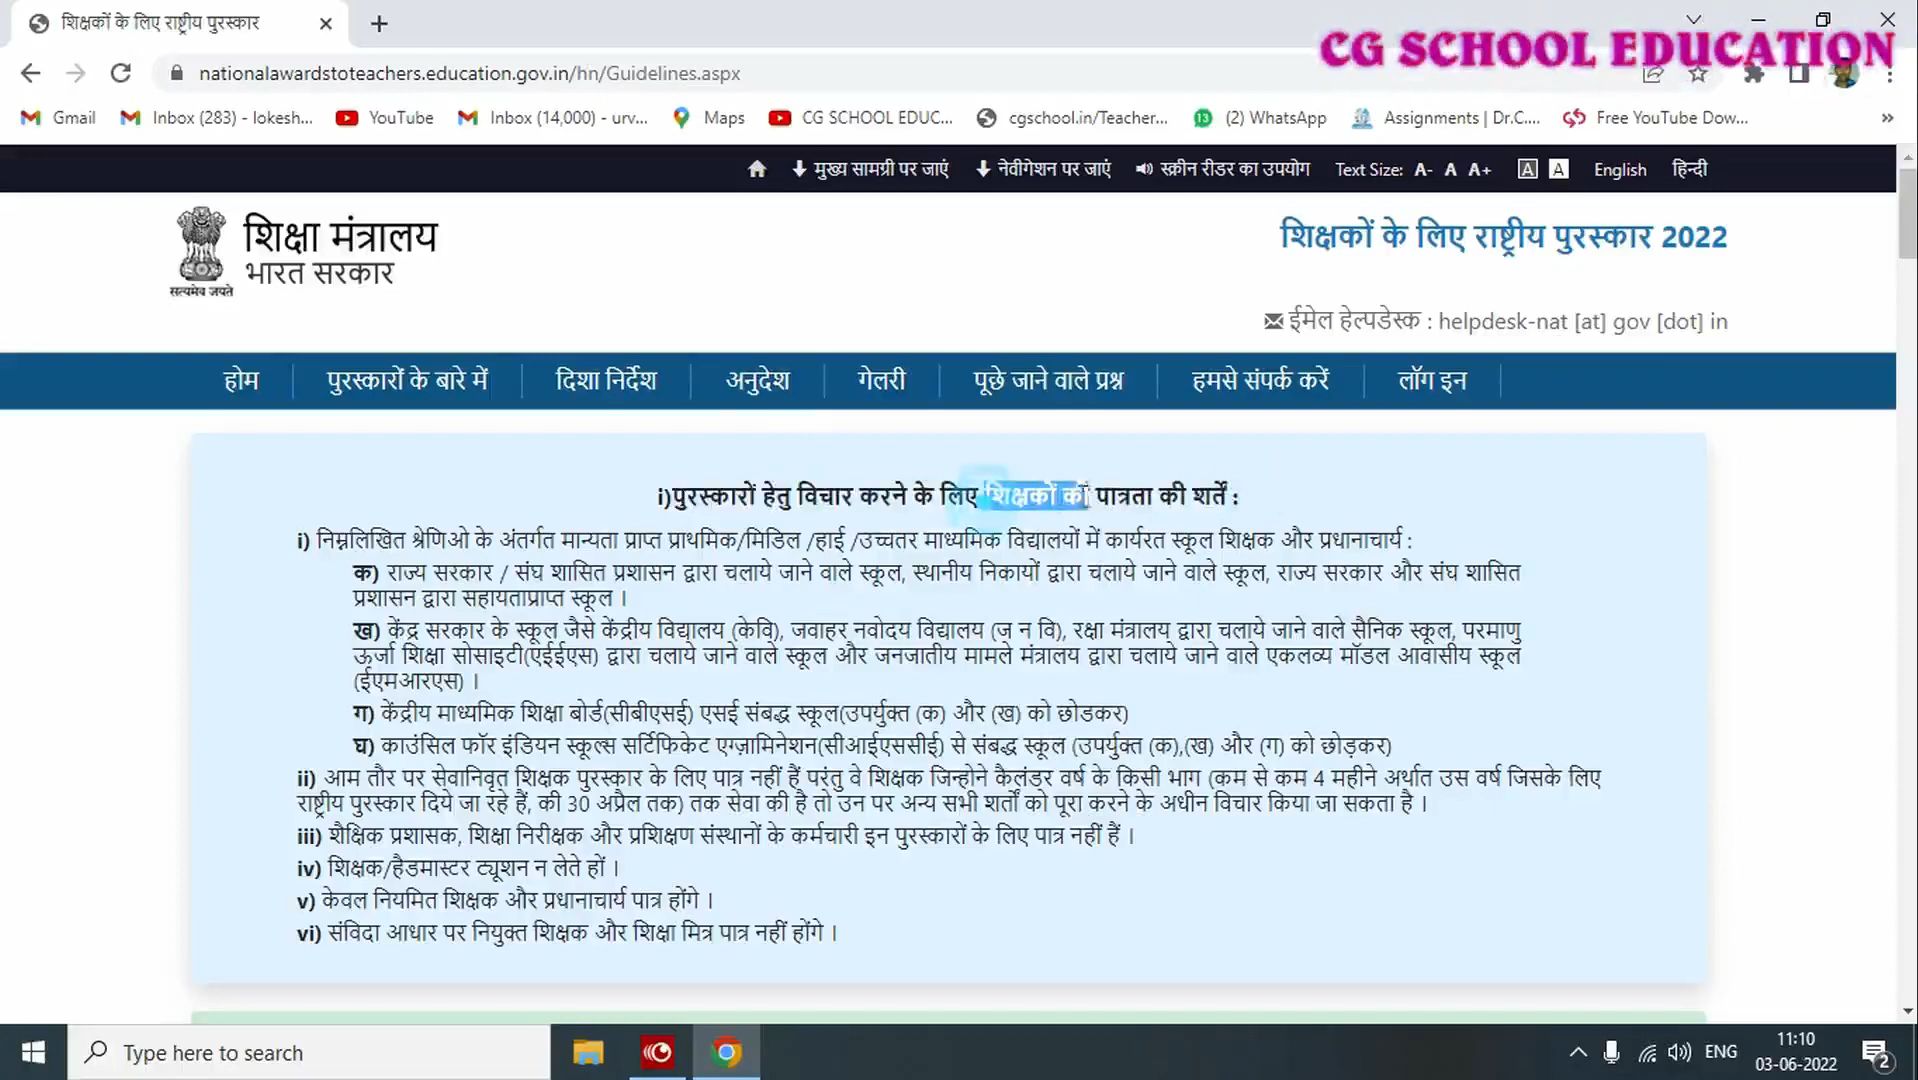 शिक्षकों के लिए राष्ट्रीय पुरस्कार
CG SCHOOL EDUCATION
nationalawardstoteachers.education.gov.in/hn/Guidelines.aspx
Gmail Inbox (283) - lokesh... YouTube Inbox (14,000) - urv... Maps CG SCHOOL EDUC... cgschool.in/Teacher... 13 (2) WhatsApp Assignments | Dr.C.... Free YouTube Dow... »
मुख्य सामग्री पर जाएं नेवीगेशन पर जाएं स्क्रीन रीडर का उपयोग Text Size: A- A A+ A A English हिन्दी
शिक्षा मंत्रालय
भारत सरकार
सत्यमेव जयते
शिक्षकों के लिए राष्ट्रीय पुरस्कार 2022
ईमेल हेल्पडेस्क : helpdesk-nat [at] gov [dot] in
होम पुरस्कारों के बारे में दिशा निर्देश अनुदेश गेलरी पूछे जाने वाले प्रश्न हमसे संपर्क करें लॉग इन
i)पुरस्कारों हेतु विचार करने के लिए शिक्षकों की पात्रता की शर्तें :
i) निम्नलिखित श्रेणिओ के अंतर्गत मान्यता प्राप्त प्राथमिक/मिडिल /हाई /उच्चतर माध्यमिक विद्यालयों में कार्यरत स्कूल शिक्षक और प्रधानाचार्य :
क) राज्य सरकार / संघ शासित प्रशासन द्वारा चलाये जाने वाले स्कूल, स्थानीय निकायों द्वारा चलाये जाने वाले स्कूल, राज्य सरकार और संघ शासित
प्रशासन द्वारा सहायताप्राप्त स्कूल ।
ख) केंद्र सरकार के स्कूल जैसे केंद्रीय विद्यालय (केवि), जवाहर नवोदय विद्यालय (ज न वि), रक्षा मंत्रालय द्वारा चलाये जाने वाले सैनिक स्कूल, परमाणु
ऊर्जा शिक्षा सोसाइटी(एईईएस) द्वारा चलाये जाने वाले स्कूल और जनजातीय मामले मंत्रालय द्वारा चलाये जाने वाले एकलव्य मॉडल आवासीय स्कूल
(ईएमआरएस) ।
ग) केंद्रीय माध्यमिक शिक्षा बोर्ड(सीबीएसई) एसई संबद्ध स्कूल(उपर्युक्त (क) और (ख) को छोडकर)
घ) काउंसिल फॉर इंडियन स्कूल्स सर्टिफिकेट एग्ज़ामिनेशन(सीआईएससीई) से संबद्ध स्कूल (उपर्युक्त (क),(ख) और (ग) को छोड़कर)
ii) आम तौर पर सेवानिवृत शिक्षक पुरस्कार के लिए पात्र नहीं हैं परंतु वे शिक्षक जिन्होने कैलंडर वर्ष के किसी भाग (कम से कम 4 महीने अर्थात उस वर्ष जिसके लिए
राष्ट्रीय पुरस्कार दिये जा रहे हैं, की 30 अप्रैल तक) तक सेवा की है तो उन पर अन्य सभी शर्तों को पूरा करने के अधीन विचार किया जा सकता है ।
iii) शैक्षिक प्रशासक, शिक्षा निरीक्षक और प्रशिक्षण संस्थानों के कर्मचारी इन पुरस्कारों के लिए पात्र नहीं हैं ।
iv) शिक्षक/हैडमास्टर ट्यूशन न लेते हों ।
v) केवल नियमित शिक्षक और प्रधानाचार्य पात्र होंगे ।
vi) संविदा आधार पर नियुक्त शिक्षक और शिक्षा मित्र पात्र नहीं होंगे ।
Type here to search
ENG 11:10
03-06-2022 2